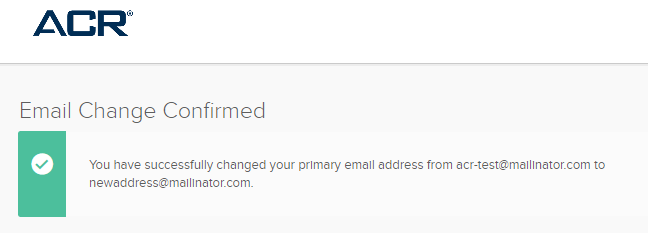 ACR®
Email Change Confirmed
You have successfully changed your primary email address from acr-test@mailinator.com to
newaddress@mailinator.com.